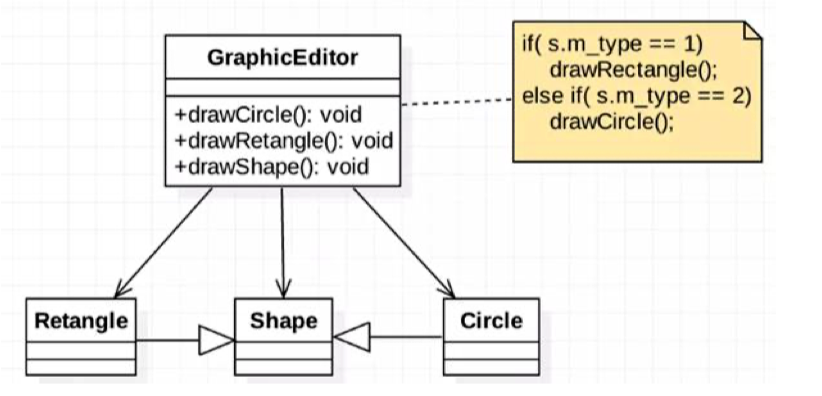 GraphicEditor
+drawCircle(): void
+drawRetangle(): void
+drawShape(): void
if( s.m_type == 1)
drawRectangle();
else if( s.m_type == 2)
drawCircle();
Retangle
Shape
Circle